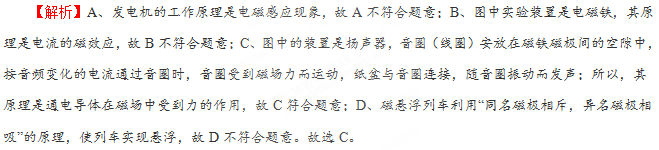 【解析】A、发电机的工作原理是电磁感应现象，故 A 不符合题意；B、图中实验装置是电磁铁，其原
理是电流的磁效应，故 B 不符合题意；C、图中的装置是扬声器，音圈（线圈）安放在磁铁磁极间的空隙中，
按音频变化的电流通过音圈时，音圈受到磁场力而运动，纸盆与音圈连接，随音圈振动而发声；所以，其
原理是通电导体在磁场中受到力的作用，故 C 符合题意；D、磁悬浮列车利用“同名磁极相斥，异名磁极相
吸”的原理，使列车实现悬浮，故 D 不符合题意。故选 C。